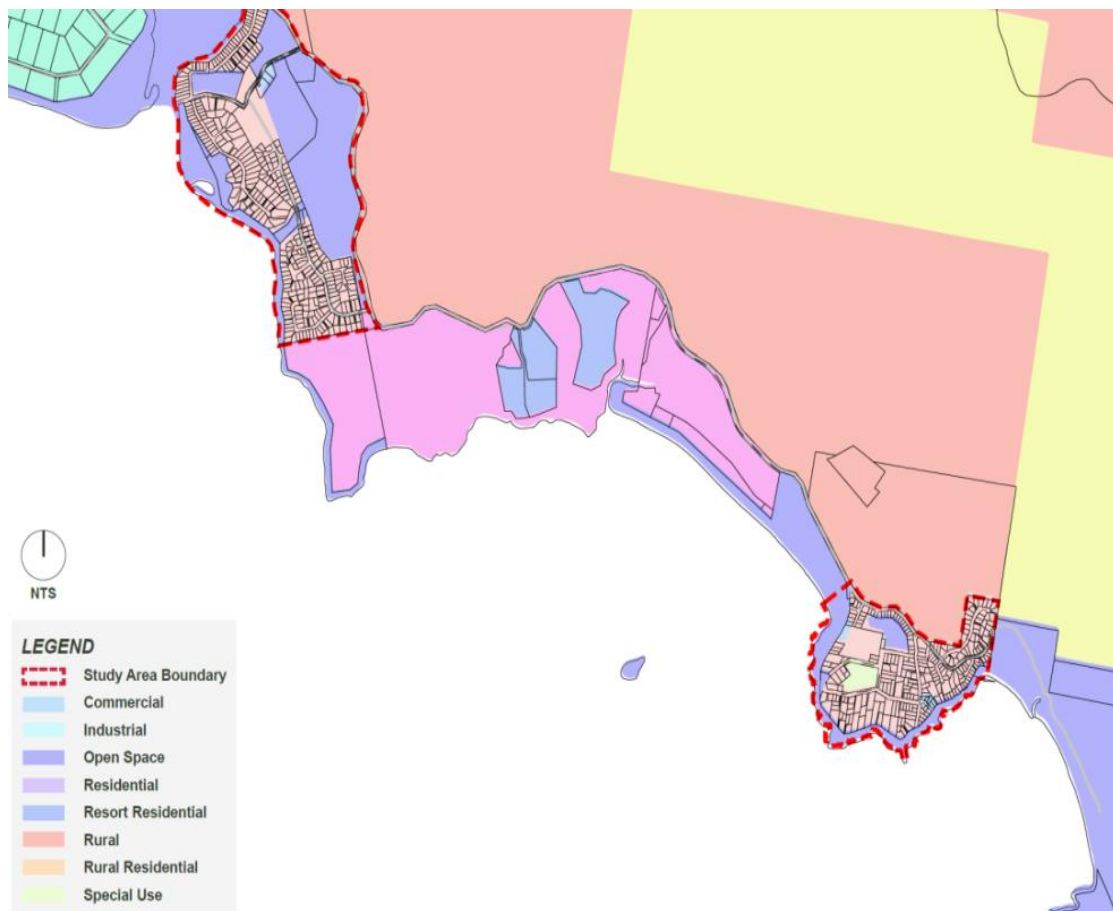 NTS
LEGEND
Study Area Boundary
Commercial
Industrial
Open Space
Residential
Resort Residential
Rural
Rural Residential
Special Use